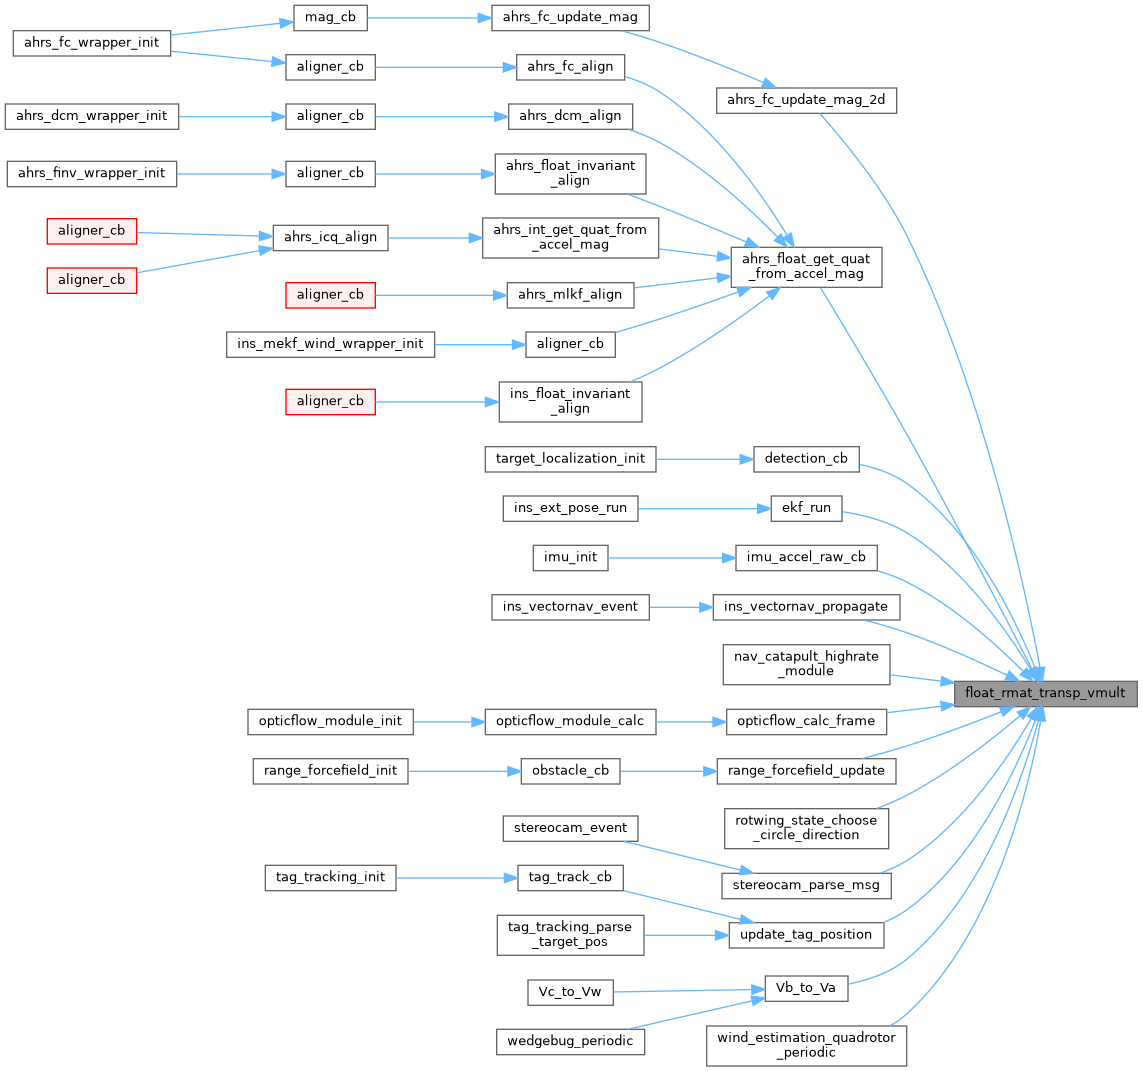 mag_cb
ahrs_fc_update_mag
ahrs_fc_wrapper_init
aligner_cb
ahrs_fc_align
ahrs_fc_update_mag_2d
ahrs_dcm_wrapper_init
aligner_cb
ahrs_dcm_align
ahrs_finv_wrapper_init
aligner_cb
ahrs_float_invariant
_align
aligner_cb
ahrs_icq_align
ahrs_int_get_quat_from
_accel_mag
ahrs_float_get_quat
_from_accel_mag
aligner_cb
aligner_cb
ahrs_mlkf_align
ins_mekf_wind_wrapper_init
aligner_cb
aligner_cb
ins_float_invariant
_align
target_localization_init
detection_cb
ins_ext_pose_run
ekf_run
imu_init
imu_accel_raw_cb
ins_vectornav_event
ins_vectornav_propagate
nav_catapult_highrate
_module
float_rmat_transp_vmult
opticflow_module_init
opticflow_module_calc
opticflow_calc_frame
range_forcefield_init
obstacle_cb
range_forcefield_update
rotwing_state_choose
_circle_direction
stereocam_event
stereocam_parse_msg
tag_tracking_init
tag_track_cb
tag_tracking_parse
_target_pos
update_tag_position
Vc_to_Vw
Vb_to_Va
wedgebug_periodic
wind_estimation_quadrotor
_periodic